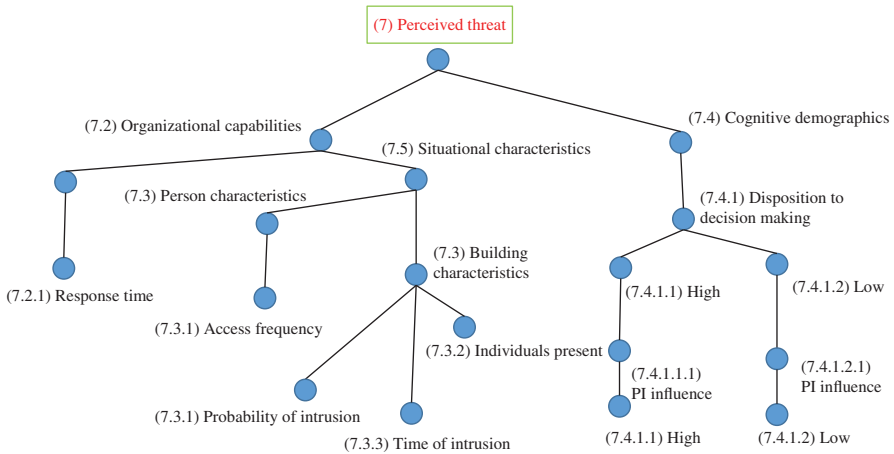 (7) Perceived threat
(7.2) Organizational capabilities
(7.4) Cognitive demographics
(7.5) Situational characteristics
(7.3) Person characteristics
(7.4.1) Disposition to
decision making
(7.3) Building
characteristics
(7.2.1) Response time
(7.4.1.1) High
(7.4.1.2) Low
(7.3.1) Access frequency
(7.3.2) Individuals present
(7.4.1.1.1)
PI influence
(7.4.1.2.1)
PI influence
(7.3.1) Probability of intrusion
(7.3.3) Time of intrusion
(7.4.1.1) High
(7.4.1.2) Low